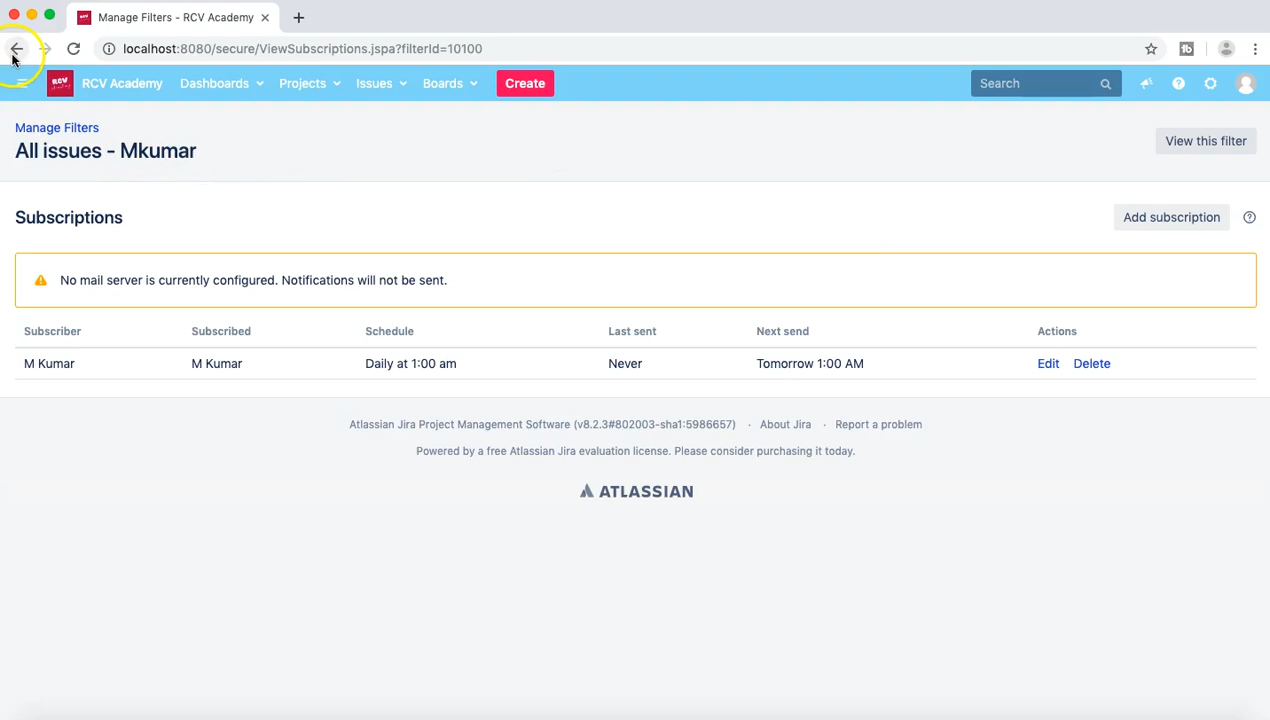 Manage Filters - RCV Academy
localhost:8080/secure/ViewSubscriptions.jspa?filterId=10100
RCV Academy Dashboards Projects Issues Boards Create Search
Manage Filters
All issues - Mkumar
View this filter
Subscriptions
Add subscription
No mail server is currently configured. Notifications will not be sent.
Subscriber Subscribed Schedule Last sent Next send Actions
M Kumar M Kumar Daily at 1:00 am Never Tomorrow 1:00 AM Edit Delete
Atlassian Jira Project Management Software (v8.2.3#802003-sha1:5986657) · About Jira · Report a problem
Powered by a free Atlassian Jira evaluation license. Please consider purchasing it today.
ATLASSIAN